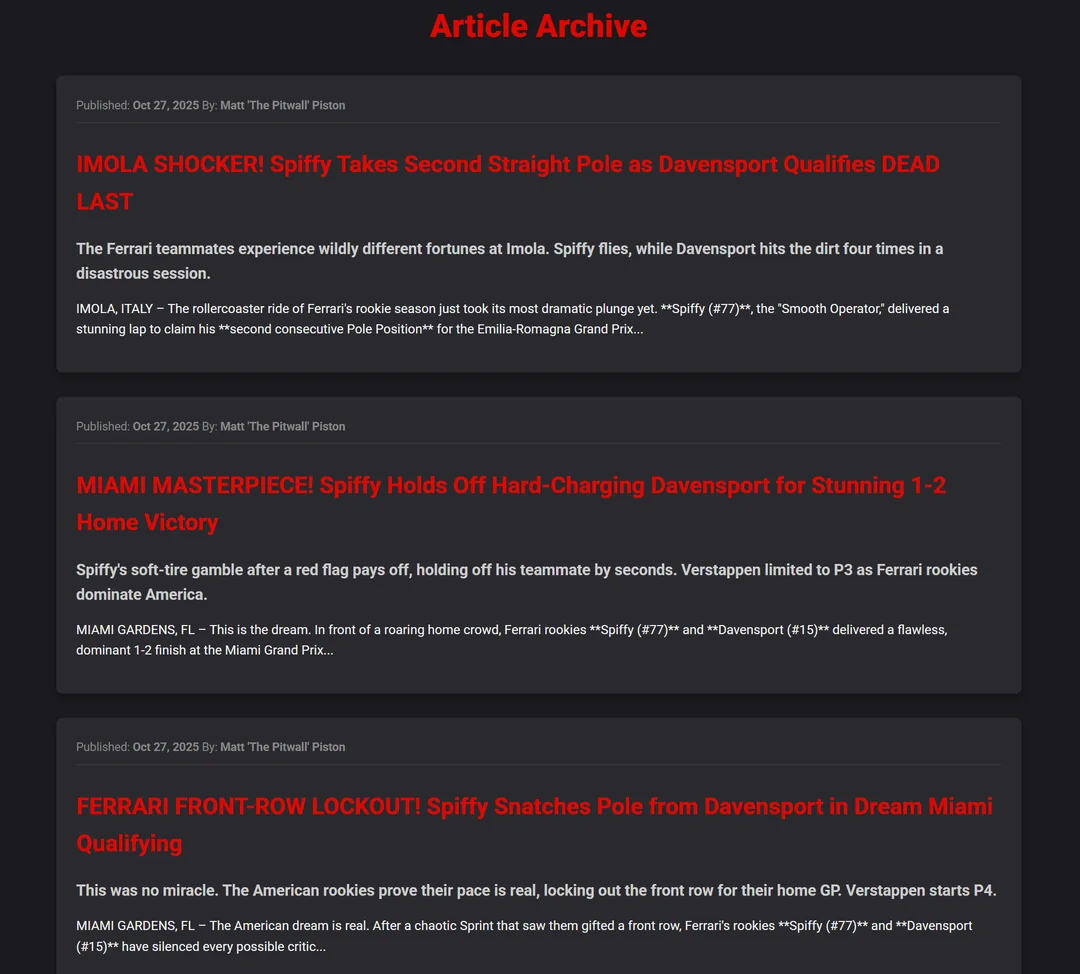 Article Archive
Published: Oct 27, 2025 By: Matt 'The Pitwall' Piston
IMOLA SHOCKER! Spiffy Takes Second Straight Pole as Davensport Qualifies DEAD
LAST
The Ferrari teammates experience wildly different fortunes at Imola. Spiffy flies, while Davensport hits the dirt four times in a
disastrous session.
IMOLA, ITALY – The rollercoaster ride of Ferrari's rookie season just took its most dramatic plunge yet. **Spiffy (#77)**, the "Smooth Operator," delivered a
stunning lap to claim his **second consecutive Pole Position** for the Emilia-Romagna Grand Prix...
Published: Oct 27, 2025 By: Matt 'The Pitwall' Piston
MIAMI MASTERPIECE! Spiffy Holds Off Hard-Charging Davensport for Stunning 1-2
Home Victory
Spiffy's soft-tire gamble after a red flag pays off, holding off his teammate by seconds. Verstappen limited to P3 as Ferrari rookies
dominate America.
MIAMI GARDENS, FL – This is the dream. In front of a roaring home crowd, Ferrari rookies **Spiffy (#77)** and **Davensport (#15)** delivered a flawless,
dominant 1-2 finish at the Miami Grand Prix...
Published: Oct 27, 2025 By: Matt 'The Pitwall' Piston
FERRARI FRONT-ROW LOCKOUT! Spiffy Snatches Pole from Davensport in Dream Miami
Qualifying
This was no miracle. The American rookies prove their pace is real, locking out the front row for their home GP. Verstappen starts P4.
MIAMI GARDENS, FL – The American dream is real. After a chaotic Sprint that saw them gifted a front row, Ferrari's rookies **Spiffy (#77)** and **Davensport
(#15)** have silenced every possible critic...